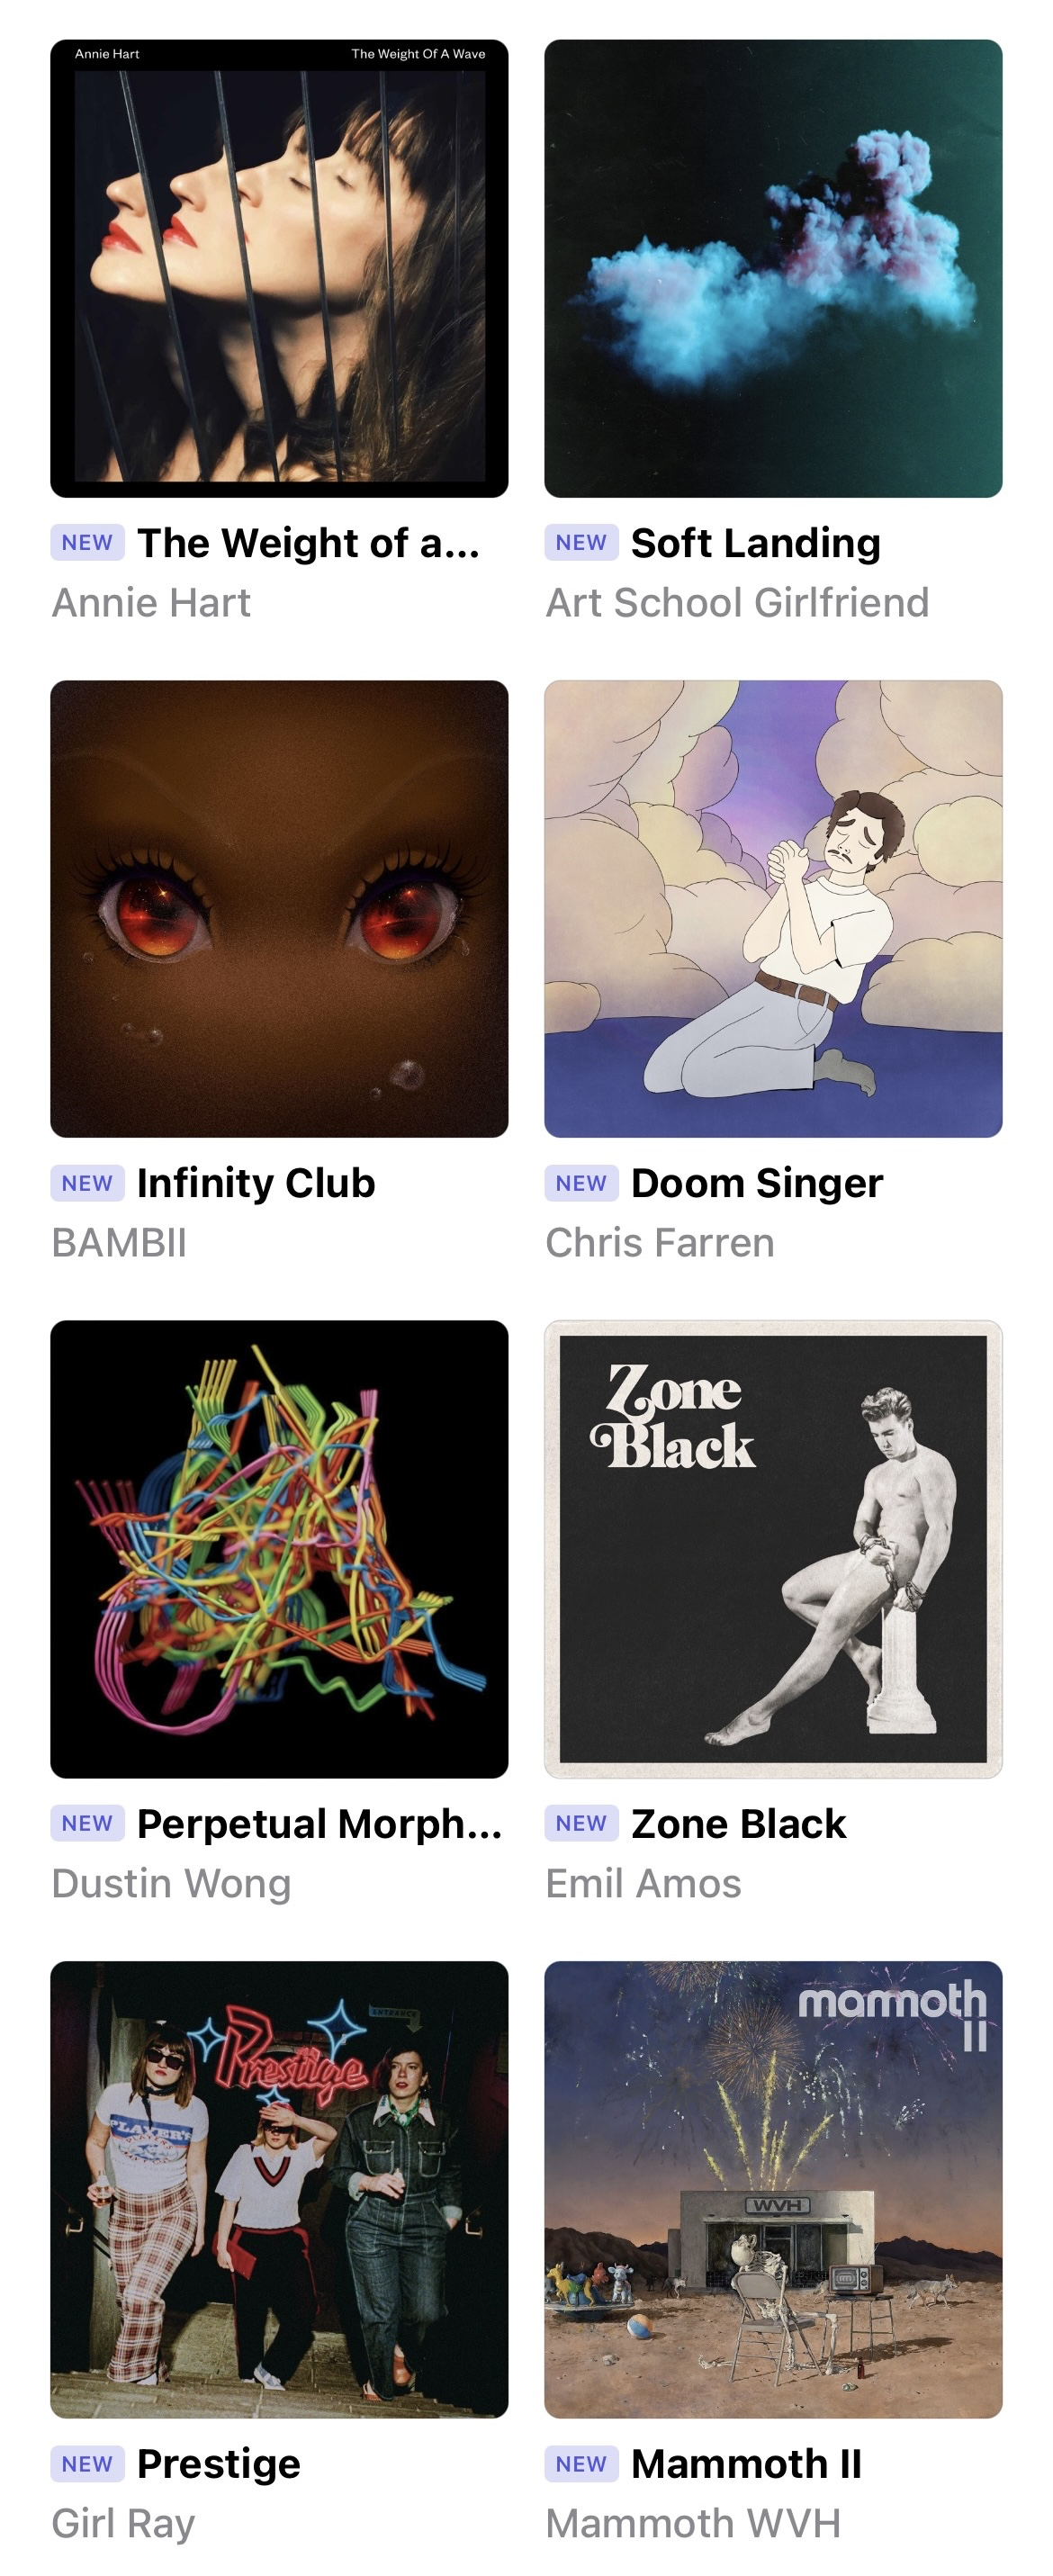 Annie Hart
The Weight Of A Wave
NEW The Weight of a...
Annie Hart
NEW Soft Landing
Art School Girlfriend
NEW Infinity Club
BAMBII
NEW Doom Singer
Chris Farren
Zone
Black
NEW Perpetual Morph...
Dustin Wong
NEW Zone Black
Emil Amos
ENTRANCE
Prestige
PLAYER'S
mammoth
II
WVH
NEW Prestige
Girl Ray
NEW Mammoth II
Mammoth WVH